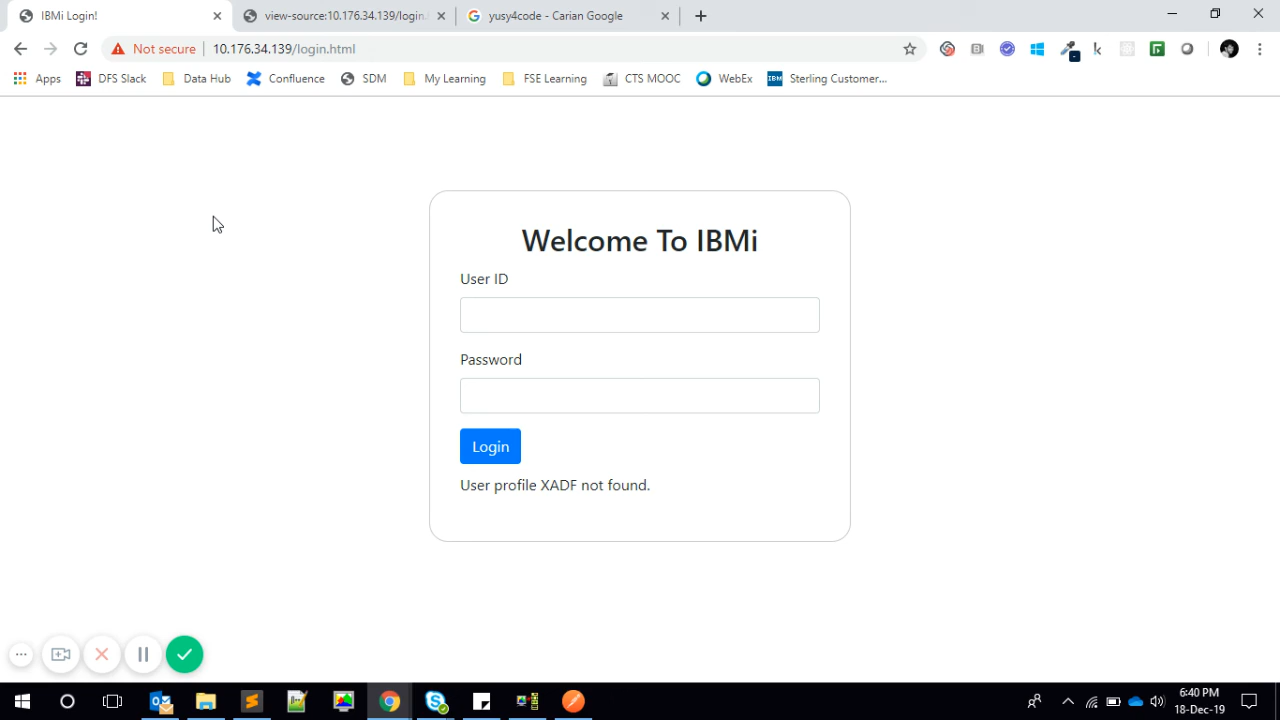 IBMi Login!
view-source:10.176.34.139/login.
yusy4code - Carian Google
Not secure
10.176.34.139/login.html
Apps
DFS Slack
Data Hub
Confluence
SDM
My Learning
FSE Learning
CTS MOOC
WebEx
IBM
Sterling Customer...
Welcome To IBMi
User ID
Password
Login
User profile XADF not found.
6:40 PM
18-Dec-19